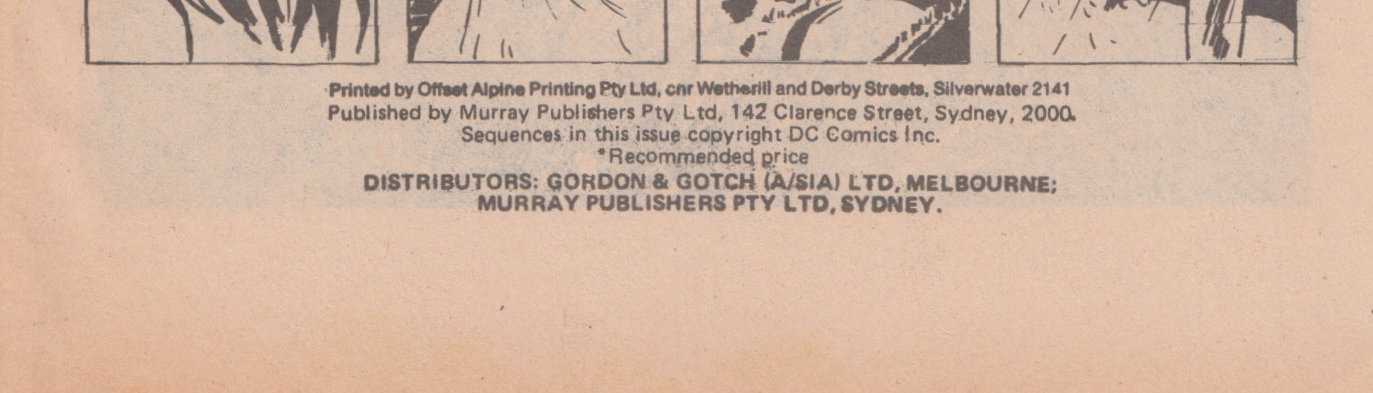 Printed by Offset Alpine Printing Pty Ltd, cnr Wetherill and Derby Streets, Silverwater 2141
Published by Murray Publishers Pty Ltd, 142 Clarence Street, Sydney, 2000.
Sequences in this issue copyright DC Comics Inc.
*Recommended price
DISTRIBUTORS: GORDON & GOTCH (A/SIA) LTD, MELBOURNE;
MURRAY PUBLISHERS PTY LTD, SYDNEY.